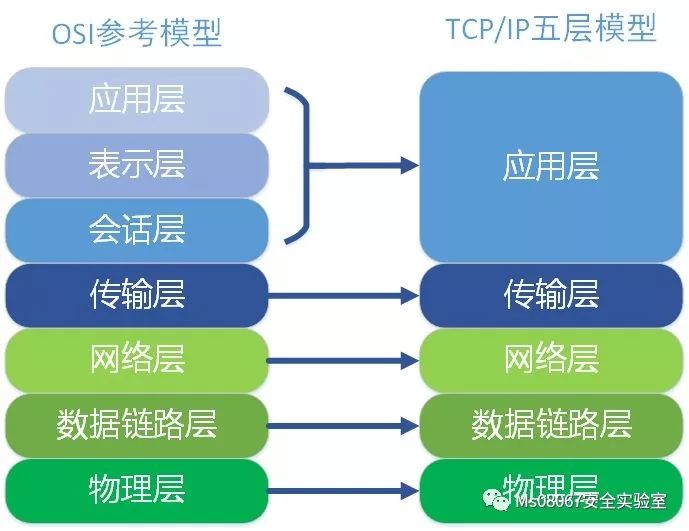 OSI参考模型
应用层
表示层
会话层
传输层
网络层
数据链路层
物理层
TCP/IP五层模型
应用层
传输层
网络层
数据链路层
物理层
Ms08067安全实验室